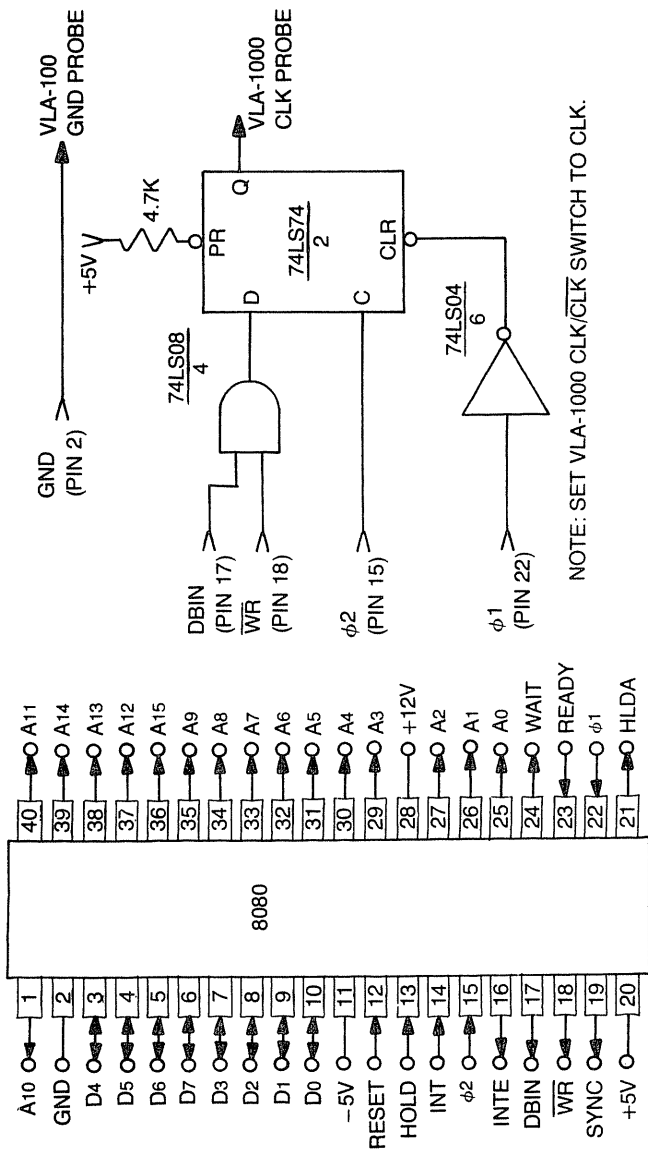 A10 1 40 A11
GND 2 39 A14
D4 3 38 A13
D5 4 37 A12
D6 5 36 A15
D7 6 35 A9
D3 7 34 A8
D2 8 33 A7
D1 9 32 A6
D0 10 31 A5
−5V 11 30 A4
RESET 12 29 A3
HOLD 13 28 +12V
INT 14 27 A2
ϕ2 15 26 A1
INTE 16 25 A0
DBIN 17 24 WAIT
W̅R̅ 18 23 READY
SYNC 19 22 ϕ1
+5V 20 21 HLDA
8080
GND
(PIN 2)
VLA-100
GND PROBE
+5V
4.7K
74LS08
4
DBIN
(PIN 17)
W̅R̅
(PIN 18)
ϕ2
(PIN 15)
PR
D
Q
74LS74
2
C
CLR
VLA-1000
CLK PROBE
74LS04
6
ϕ1
(PIN 22)
NOTE: SET VLA-1000 CLK/C̅L̅K̅ SWITCH TO CLK.